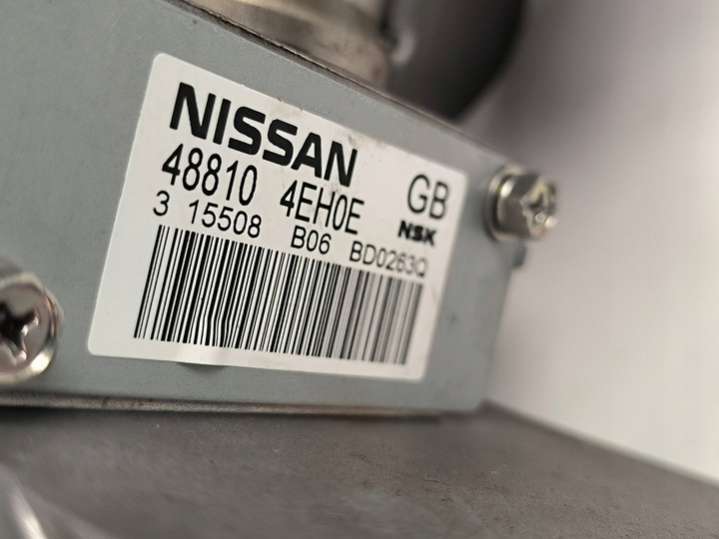 NISSAN
48810 4EH0E GB
3 15508 B06 BD0263Q NSK